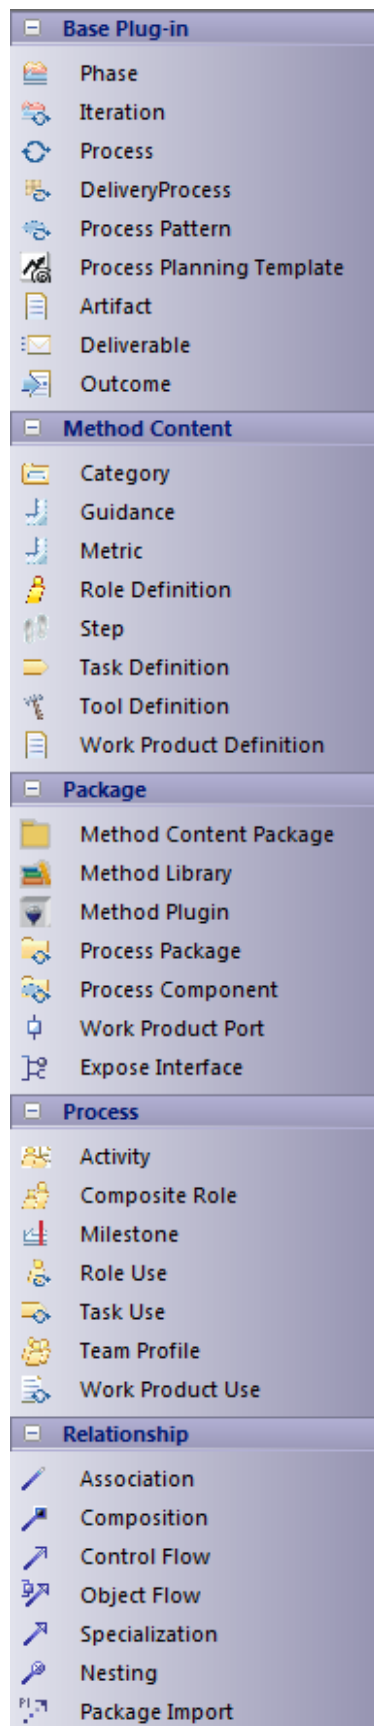 Base Plug-in
Phase
Iteration
Process
DeliveryProcess
Process Pattern
Process Planning Template
Artifact
Deliverable
Outcome
Method Content
Category
Guidance
Metric
Role Definition
Step
Task Definition
Tool Definition
Work Product Definition
Package
Method Content Package
Method Library
Method Plugin
Process Package
Process Component
Work Product Port
Expose Interface
Process
Activity
Composite Role
Milestone
Role Use
Task Use
Team Profile
Work Product Use
Relationship
Association
Composition
Control Flow
Object Flow
Specialization
Nesting
Package Import